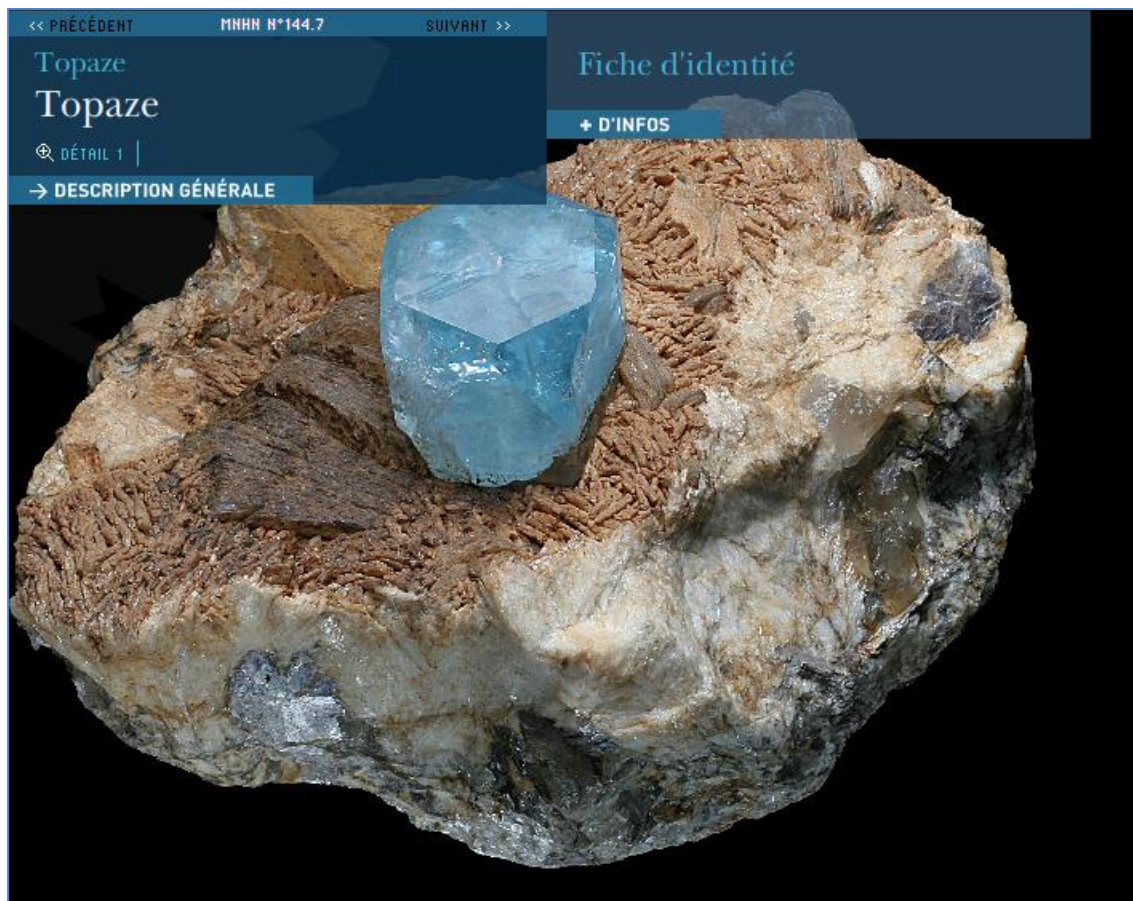 << PRÉCÉDENT
MNHN N°144.7
SUIVANT >>
Topaze
Topaze
DÉTAIL 1
→ DESCRIPTION GÉNÉRALE
Fiche d'identité
+ D'INFOS